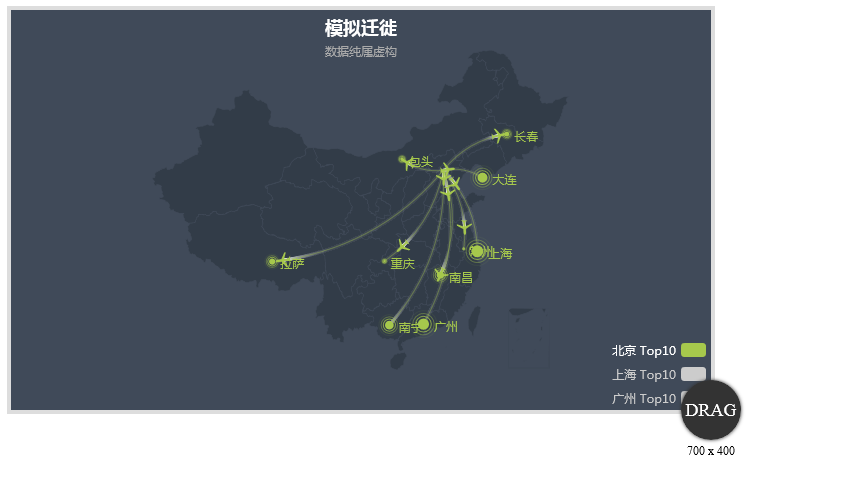 模拟迁徙
数据纯属虚构
长春
包头
大连
上海
拉萨
重庆
南昌
南宁
广州
北京 Top10
上海 Top10
广州 Top10
DRAG
700 x 400